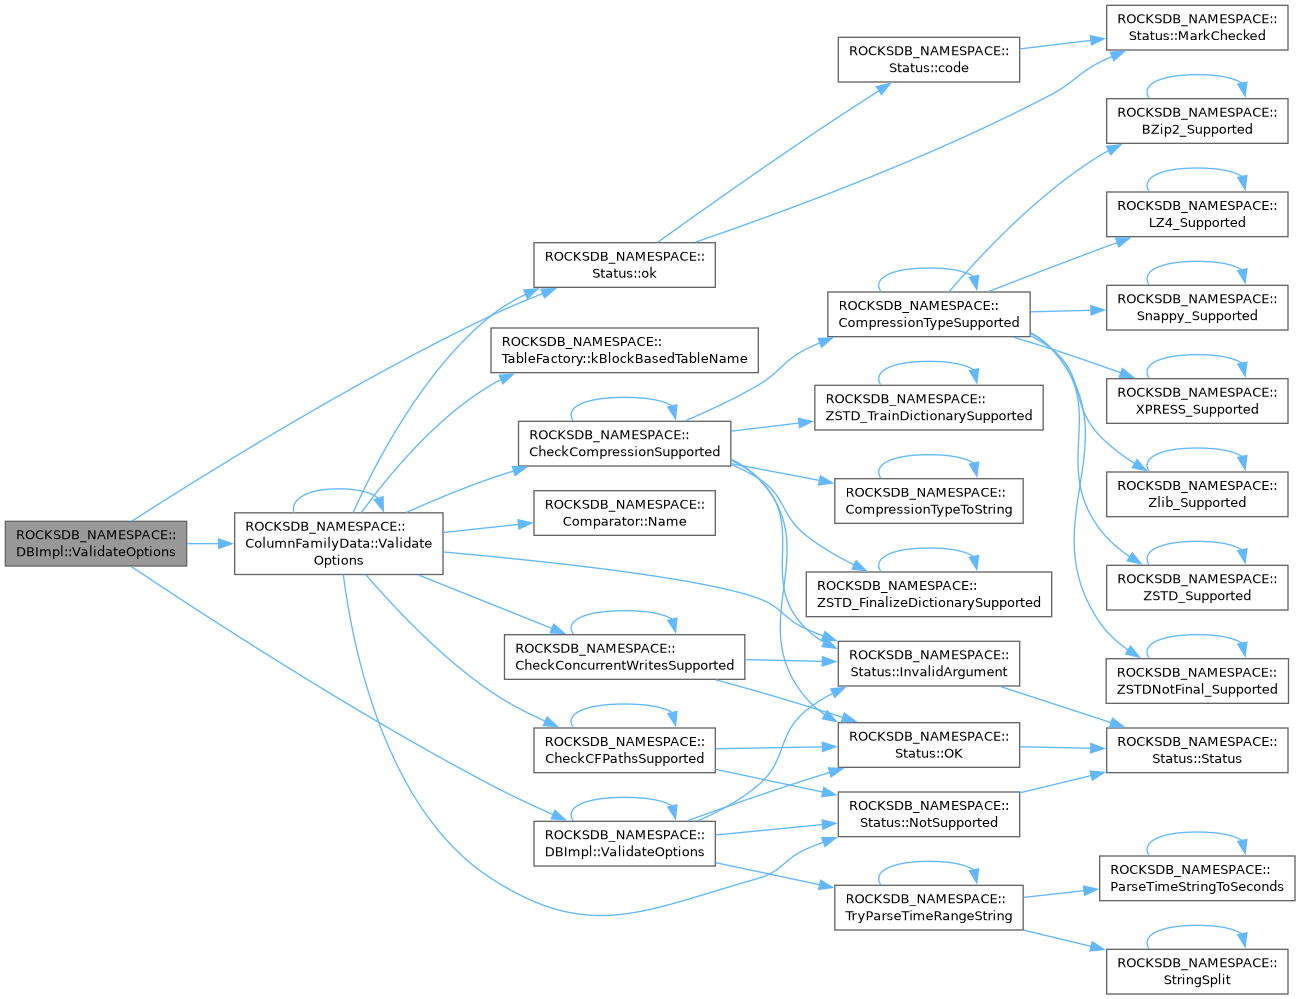 ROCKSDB_NAMESPACE::
DBImpl::ValidateOptions
ROCKSDB_NAMESPACE::
ColumnFamilyData::Validate
Options
ROCKSDB_NAMESPACE::
Status::ok
ROCKSDB_NAMESPACE::
TableFactory::kBlockBasedTableName
ROCKSDB_NAMESPACE::
CheckCompressionSupported
ROCKSDB_NAMESPACE::
Comparator::Name
ROCKSDB_NAMESPACE::
CheckConcurrentWritesSupported
ROCKSDB_NAMESPACE::
CheckCFPathsSupported
ROCKSDB_NAMESPACE::
DBImpl::ValidateOptions
ROCKSDB_NAMESPACE::
Status::code
ROCKSDB_NAMESPACE::
CompressionTypeSupported
ROCKSDB_NAMESPACE::
ZSTD_TrainDictionarySupported
ROCKSDB_NAMESPACE::
CompressionTypeToString
ROCKSDB_NAMESPACE::
ZSTD_FinalizeDictionarySupported
ROCKSDB_NAMESPACE::
Status::InvalidArgument
ROCKSDB_NAMESPACE::
Status::OK
ROCKSDB_NAMESPACE::
Status::NotSupported
ROCKSDB_NAMESPACE::
TryParseTimeRangeString
ROCKSDB_NAMESPACE::
Status::MarkChecked
ROCKSDB_NAMESPACE::
BZip2_Supported
ROCKSDB_NAMESPACE::
LZ4_Supported
ROCKSDB_NAMESPACE::
Snappy_Supported
ROCKSDB_NAMESPACE::
XPRESS_Supported
ROCKSDB_NAMESPACE::
Zlib_Supported
ROCKSDB_NAMESPACE::
ZSTD_Supported
ROCKSDB_NAMESPACE::
ZSTDNotFinal_Supported
ROCKSDB_NAMESPACE::
Status::Status
ROCKSDB_NAMESPACE::
ParseTimeStringToSeconds
ROCKSDB_NAMESPACE::
StringSplit